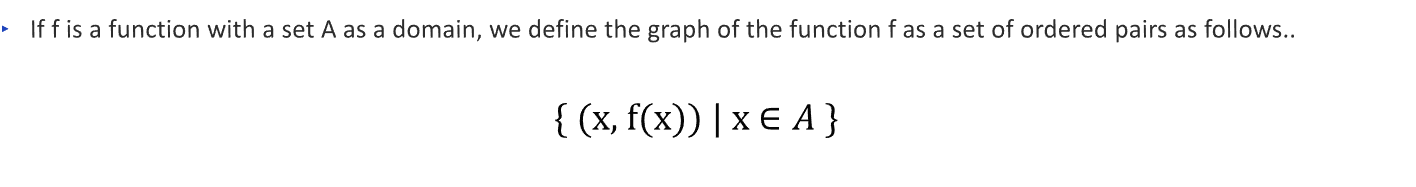 ‣ If f is a function with a set A as a domain, we define the graph of the function f as a set of ordered pairs as follows..
{ (x, f(x)) | x ∈ A }